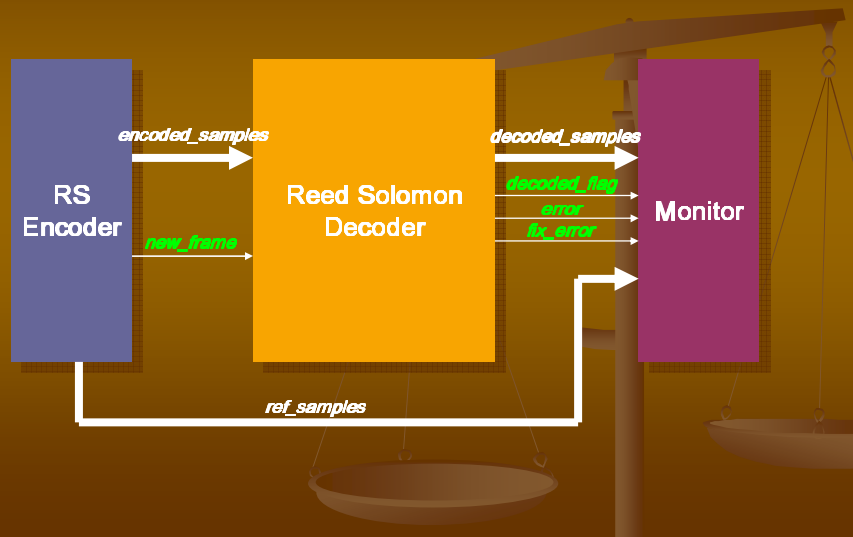 encoded_samples
decoded_samples
RS
Encoder
new_frame
Reed Solomon
Decoder
decoded_flag
error
fix_error
Monitor
ref_samples